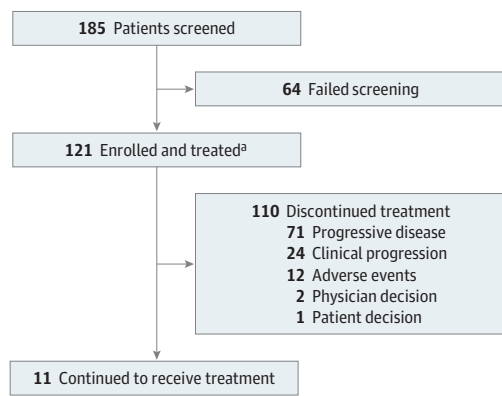 185 Patients screened
64 Failed screening
121 Enrolled and treatedᵃ
110 Discontinued treatment
71 Progressive disease
24 Clinical progression
12 Adverse events
2 Physician decision
1 Patient decision
11 Continued to receive treatment